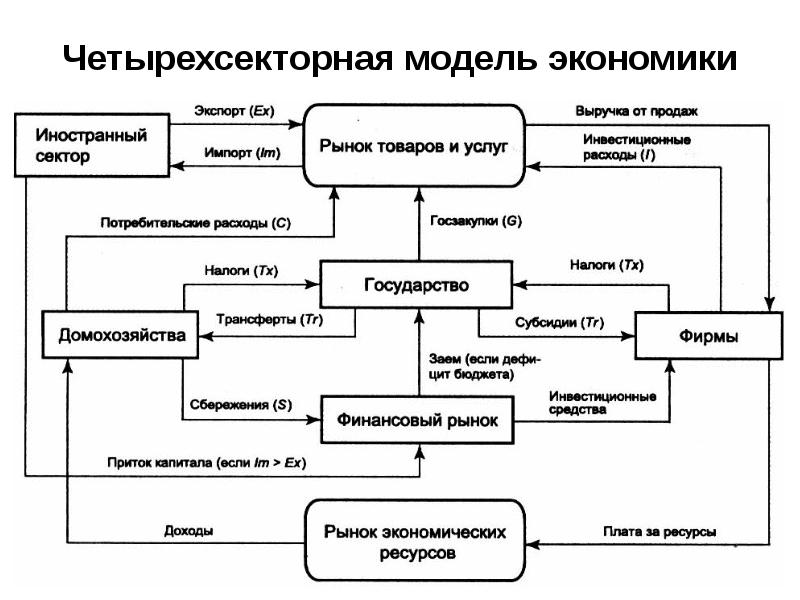 Четырехсекторная модель экономики
Экспорт (Ex)
Выручка от продаж
Иностранный
сектор
Рынок товаров и услуг
Инвестиционные
расходы (I)
Импорт (Im)
Потребительские расходы (C)
Госзакупки (G)
Налоги (Tx)
Государство
Налоги (Tx)
Домохозяйства
Трансферты (Tr)
Субсидии (Tr)
Фирмы
Заем (если дефи-
цит бюджета)
Сбережения (S)
Финансовый рынок
Инвестиционные
средства
Приток капитала (если Im > Ex)
Доходы
Рынок экономических
ресурсов
Плата за ресурсы